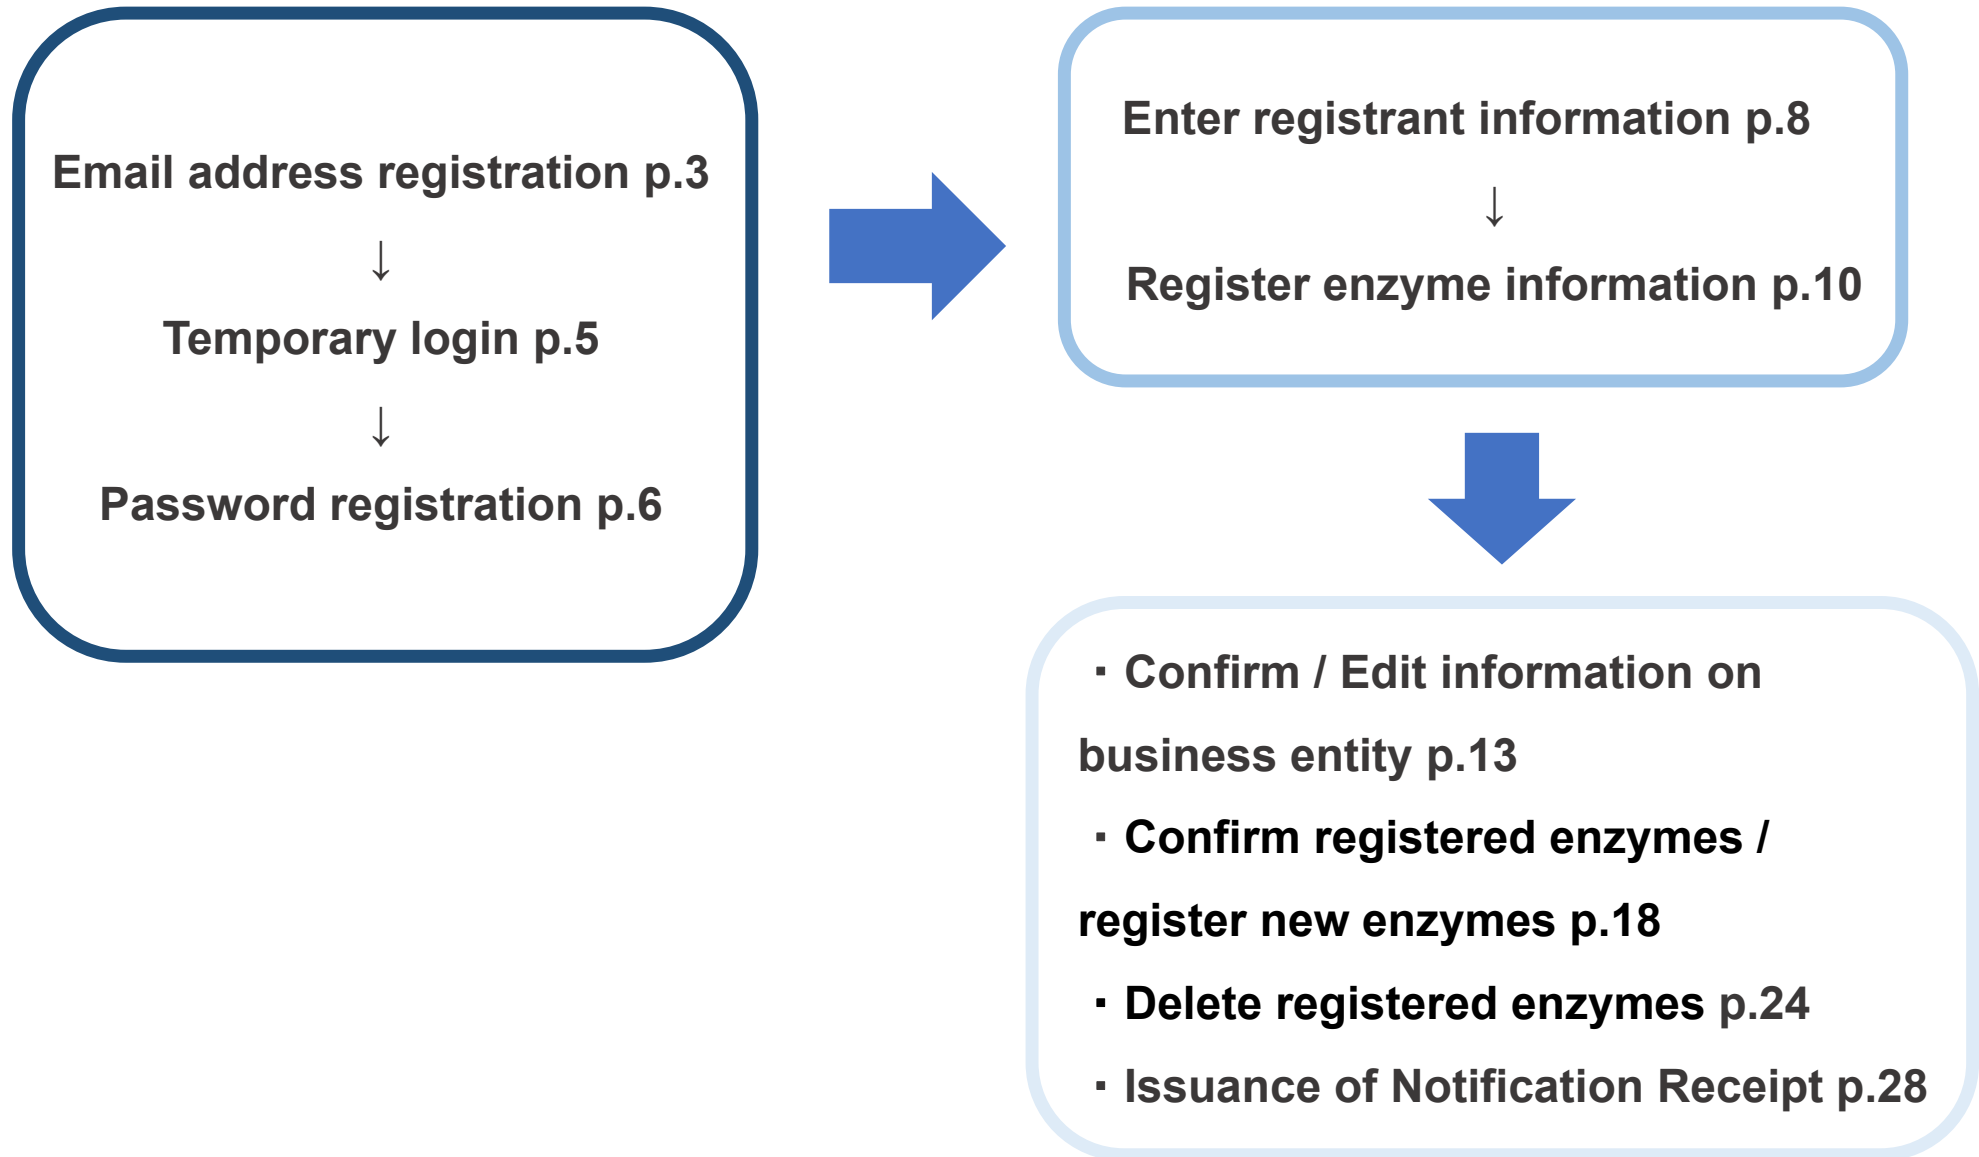 Email address registration p.3
↓
Temporary login p.5
↓
Password registration p.6
Enter registrant information p.8
↓
Register enzyme information p.10
・Confirm / Edit information on
business entity p.13
・Confirm registered enzymes /
register new enzymes p.18
・Delete registered enzymes p.24
・Issuance of Notification Receipt p.28